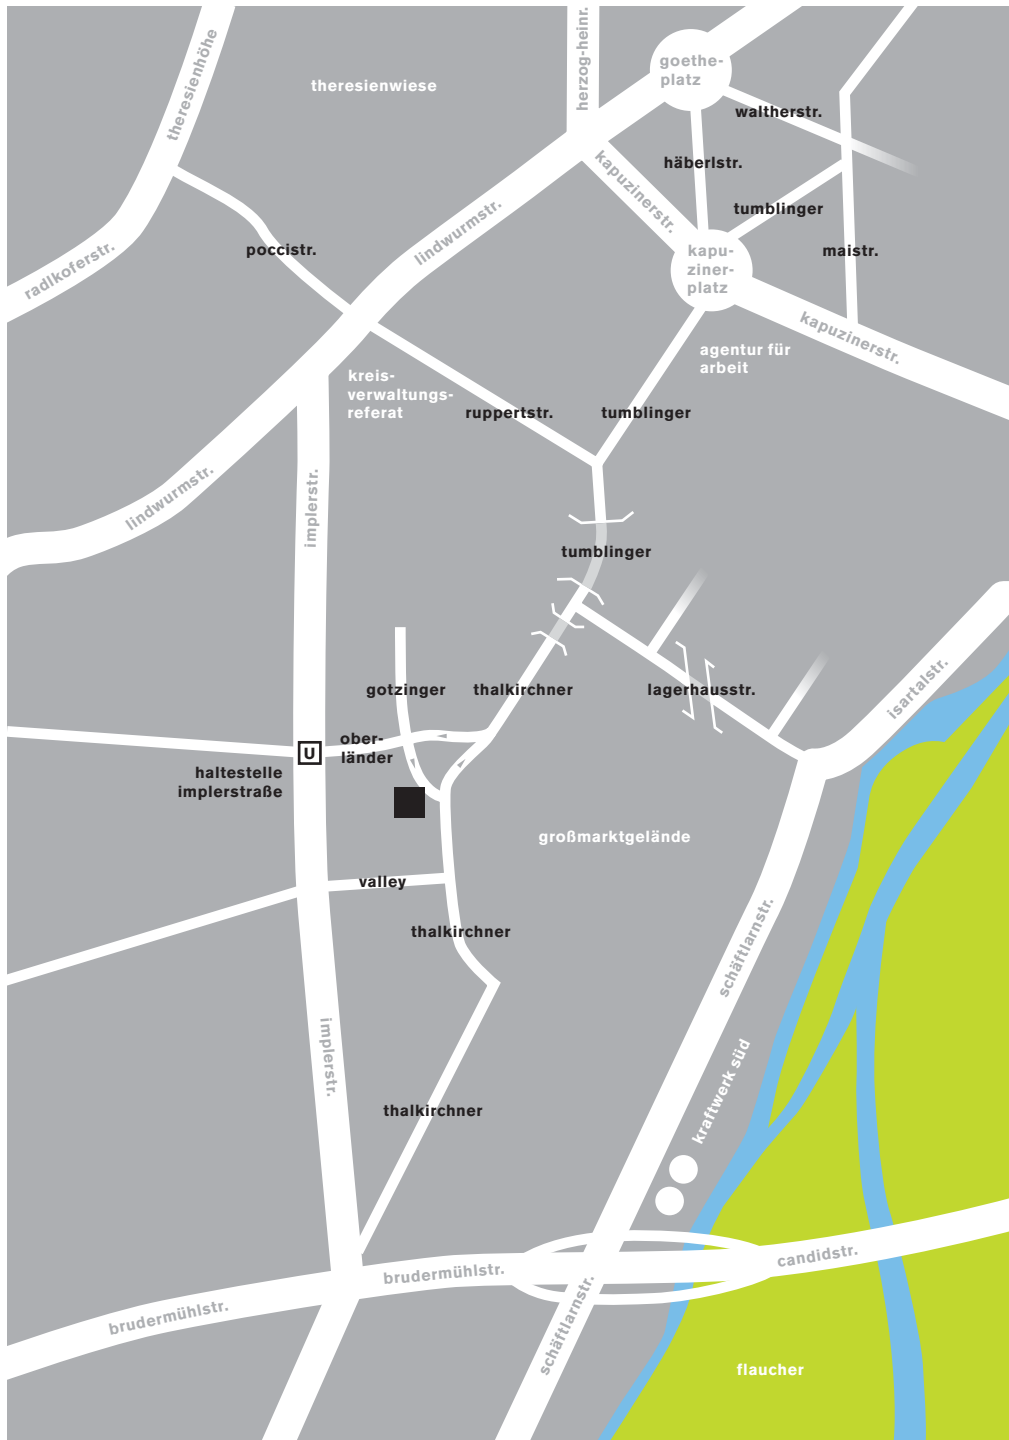 herzog-heinr.
theresienhöhe
goethe-
platz
theresienwiese
waltherstr.
häberlstr.
kapuzinerstr.
tumblinger
lindwurmstr.
poccistr.
kapu-
ziner-
platz
maistr.
radlkoferstr.
kapuzinerstr.
agentur für
arbeit
kreis-
verwaltungs-
referat
ruppertstr.
tumblinger
lindwurmstr.
implerstr.
tumblinger
gotzinger
thalkirchner
lagerhausstr.
isartalstr.
ober-
länder
U
haltestelle
implerstraße
großmarktgelände
valley
thalkirchner
schäftlarnstr.
implerstr.
kraftwerk süd
thalkirchner
candidstr.
brudermühlstr.
brudermühlstr.
schäftlarnstr.
flaucher